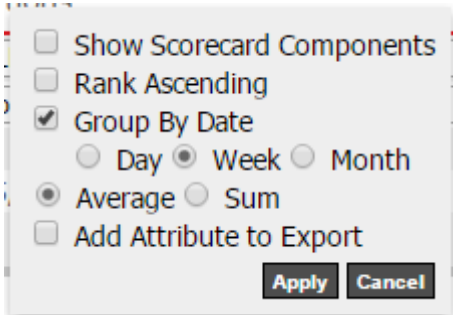 Show Scorecard Components
Rank Ascending
Group By Date
Day Week Month
Average Sum
Add Attribute to Export
Apply Cancel